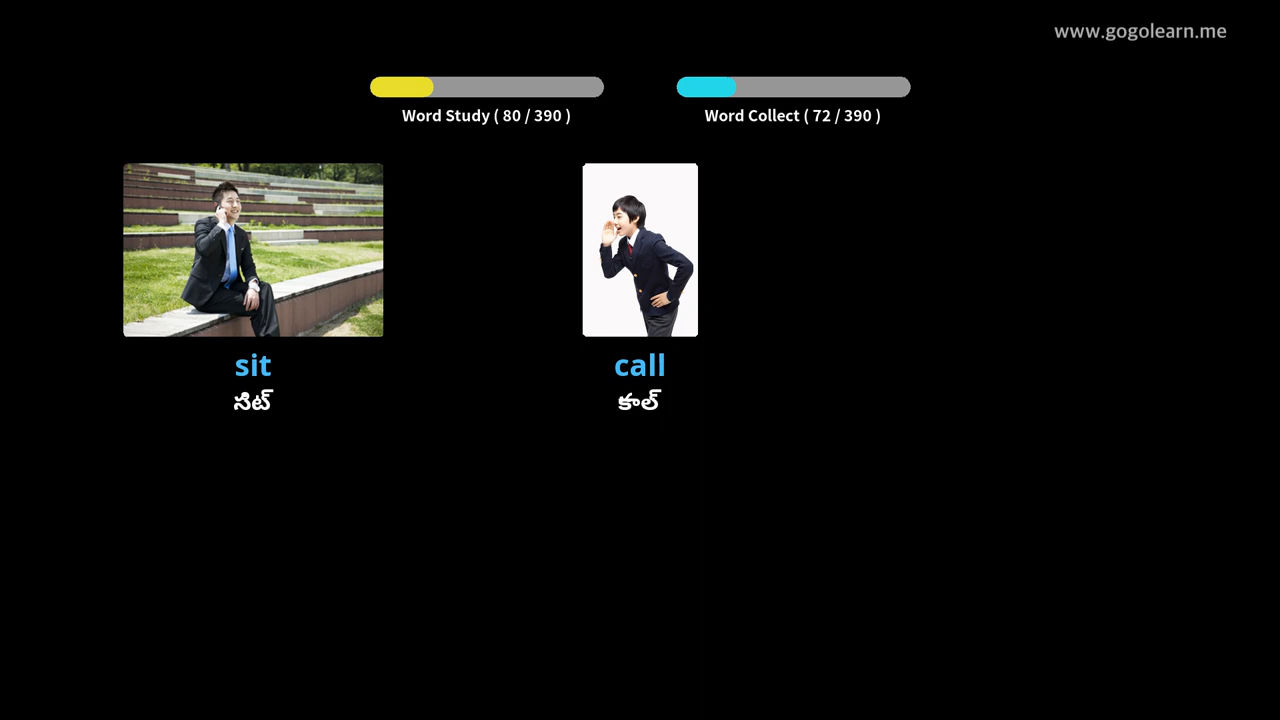 www.gogolearn.me
Word Study ( 80 / 390 )
Word Collect ( 72 / 390 )
sit
సిట్
call
కాల్